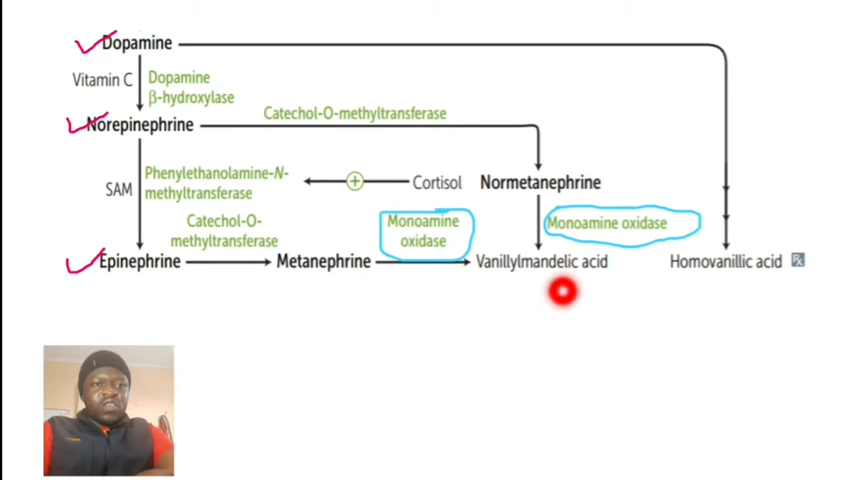 Dopamine
Vitamin C
Dopamine
β-hydroxylase
Catechol-O-methyltransferase
Norepinephrine
Phenylethanolamine-N-
methyltransferase
SAM
+
Cortisol
Normetanephrine
Catechol-O-
methyltransferase
Monoamine
oxidase
Monoamine oxidase
Epinephrine
Metanephrine
Vanillylmandelic acid
Homovanillic acid
Rx